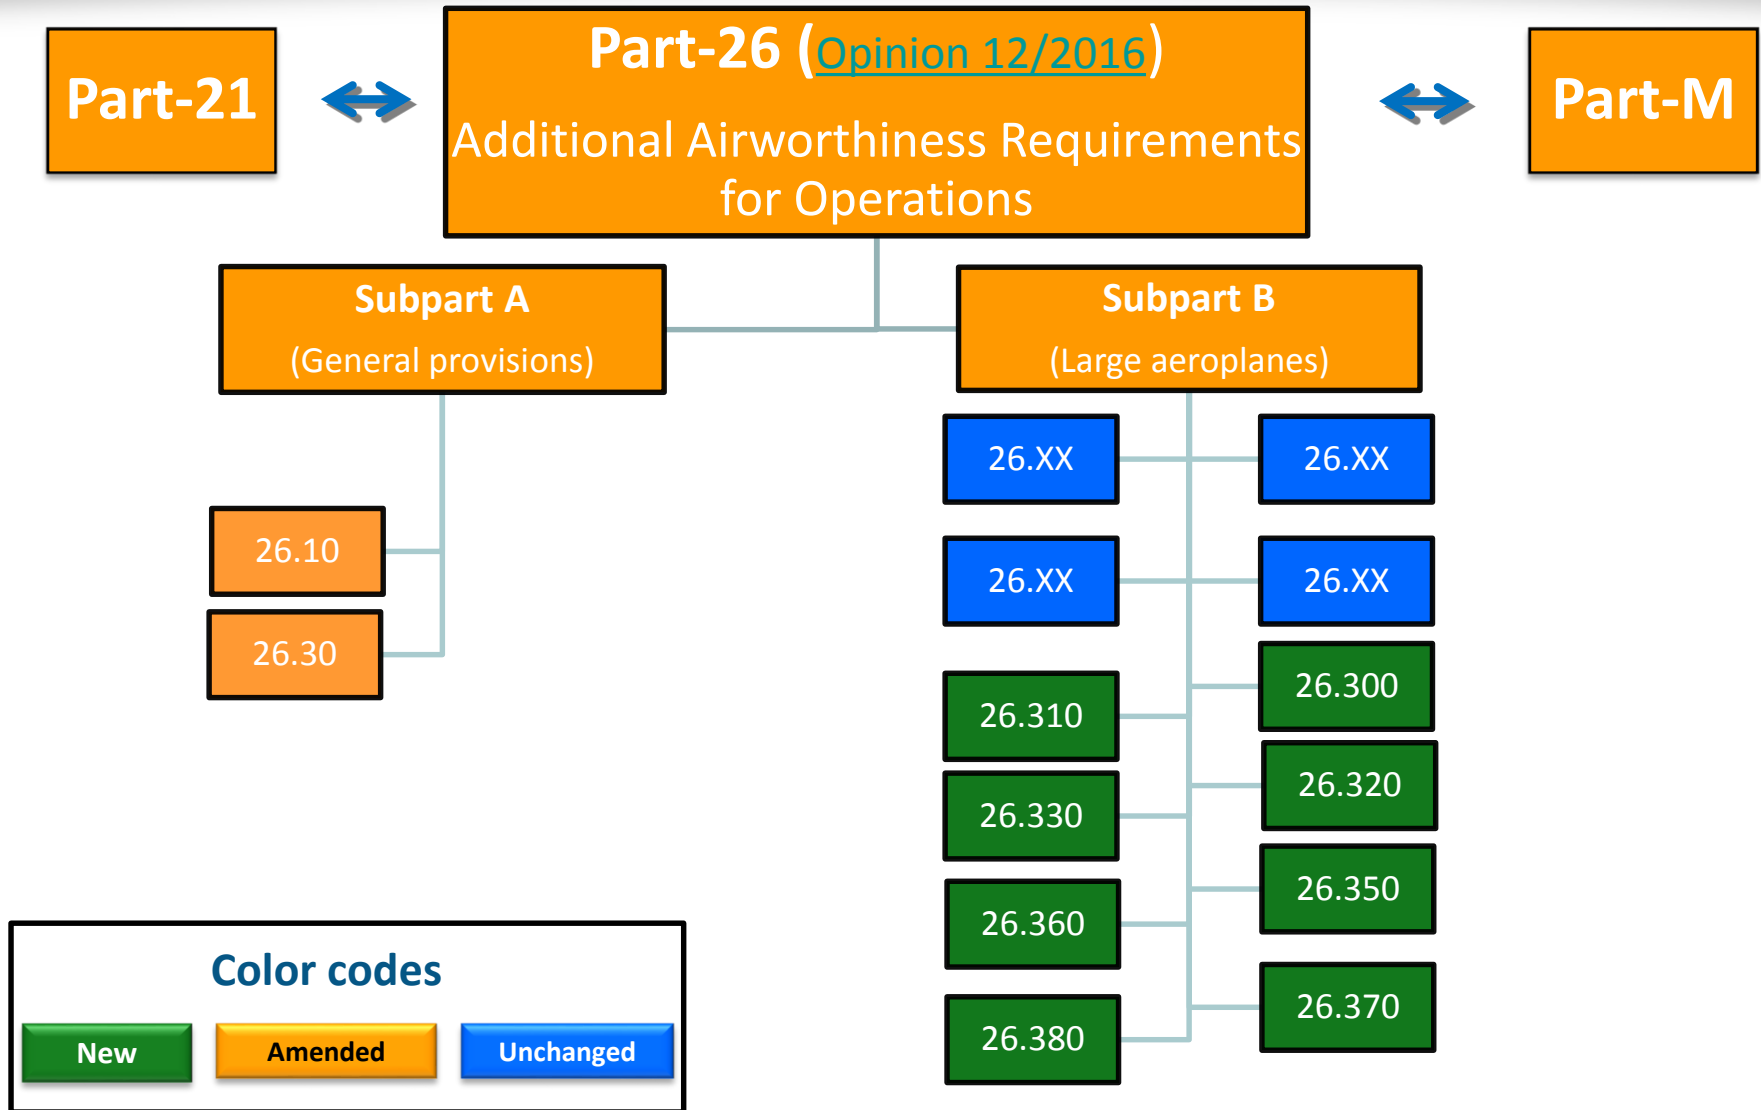 Part-21
Part-26 (Opinion 12/2016)
Additional Airworthiness Requirements
for Operations
Part-M
Subpart A
(General provisions)
Subpart B
(Large aeroplanes)
26.10
26.30
26.XX
26.XX
26.XX
26.XX
26.300
26.310
26.320
26.330
26.350
26.360
26.370
26.380
Color codes
New
Amended
Unchanged